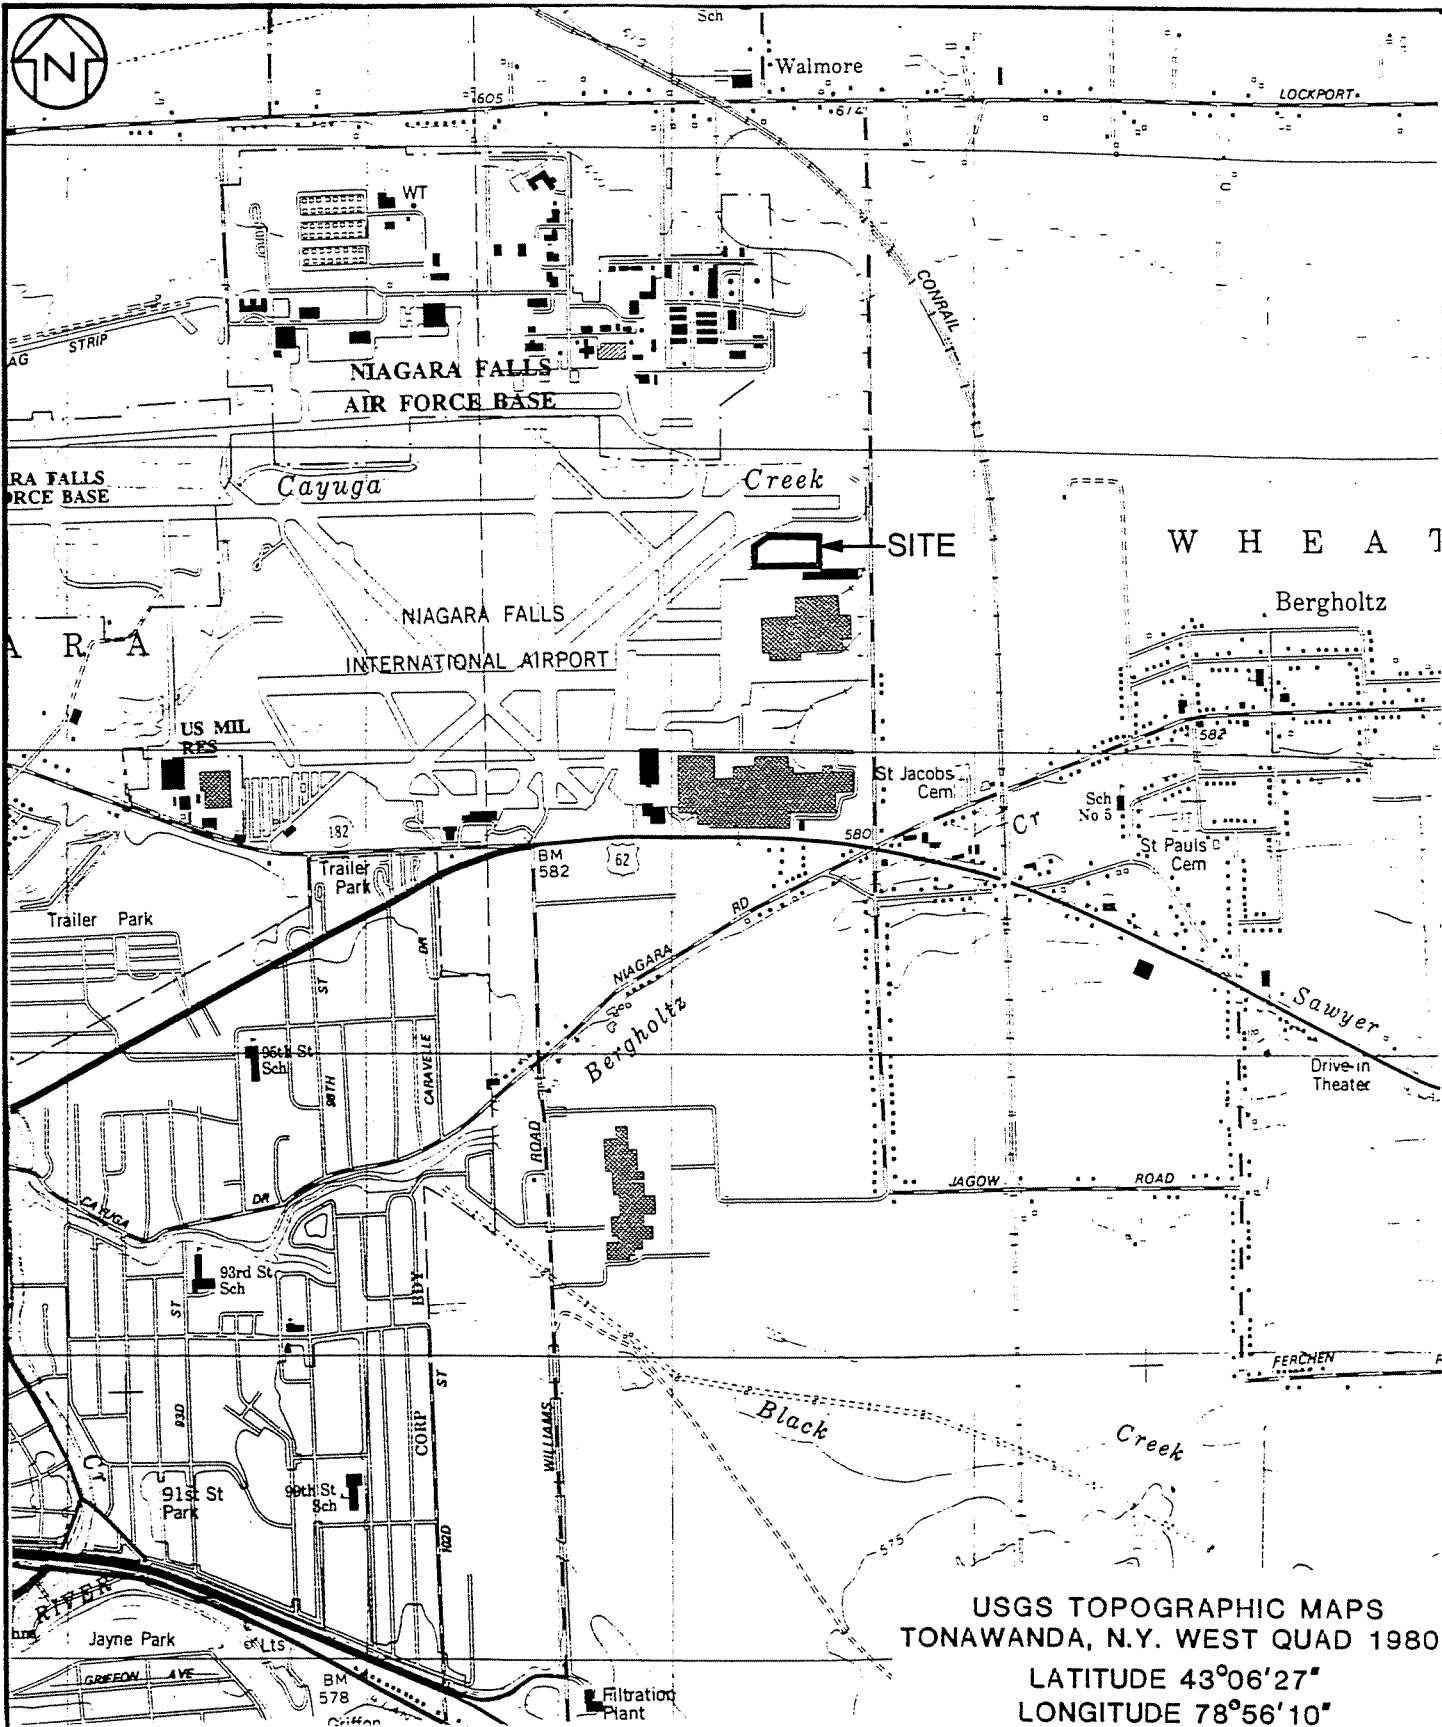 N
Sch
Walmore
605
614
LOCKPORT
WT
CONRAIL
AG STRIP
NIAGARA FALLS
AIR FORCE BASE
RA FALLS
ORCE BASE
Cayuga
Creek
SITE
W H E A T
NIAGARA FALLS
INTERNATIONAL AIRPORT
Bergholtz
A R A
US MIL
RES
582
St Jacobs
Cem
Sch
No 5
Cr
St Pauls
Cem
182
580
BM
582
62
Trailer
Park
Trailer Park
RD
NIAGARA
DR
ST
Bergholtz
Sawyer
95th St
Sch
98TH
CARAVELLE
Drive-in
Theater
ROAD
JAGOW ROAD
CAYUGA
DR
93rd St
Sch
BDY
ST
FERCHEN R
ST
93D
CORP
WILLIAMS
Black
Creek
Cr
91st St
Park
99th St
Sch
102D
575
RIVER
Jayne Park
Lts
GRIFFON AVE
BM
578
Griffon
Filtration
Plant
USGS TOPOGRAPHIC MAPS
TONAWANDA, N.Y. WEST QUAD 1980
LATITUDE 43°06'27"
LONGITUDE 78°56'10"